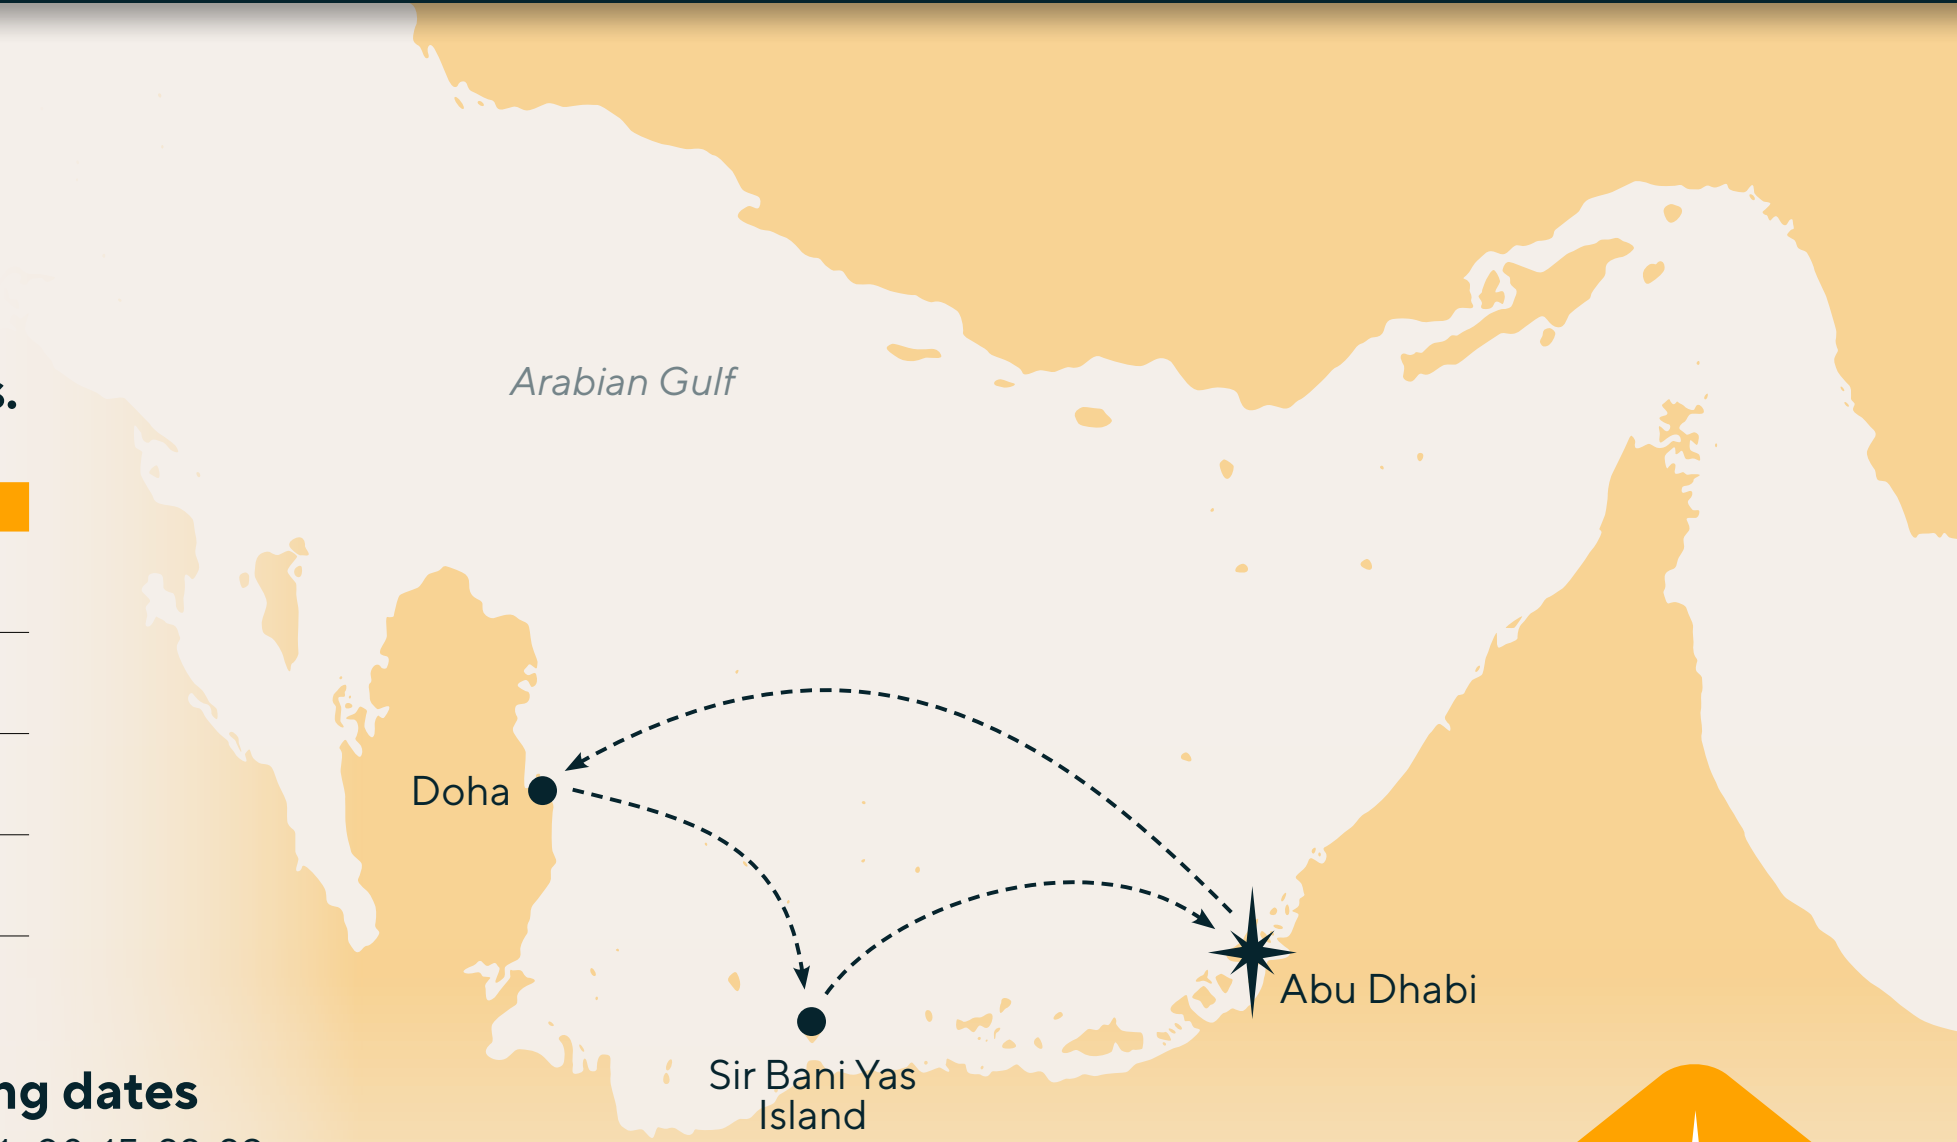 s.
Arabian Gulf
Doha
Abu Dhabi
Sir Bani Yas
Island
ng dates